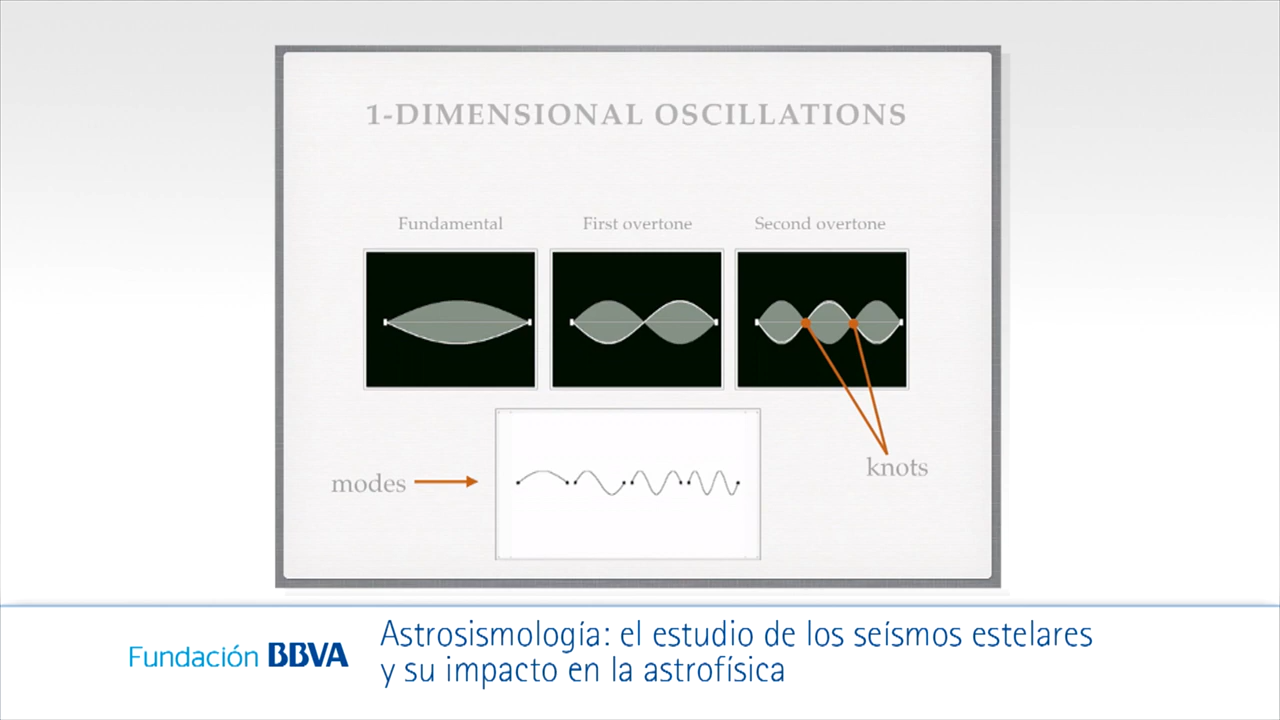 1-DIMENSIONAL OSCILLATIONS
Fundamental
First overtone
Second overtone
knots
modes
Fundación BBVA
Astrosismología: el estudio de los seísmos estelares
y su impacto en la astrofísica